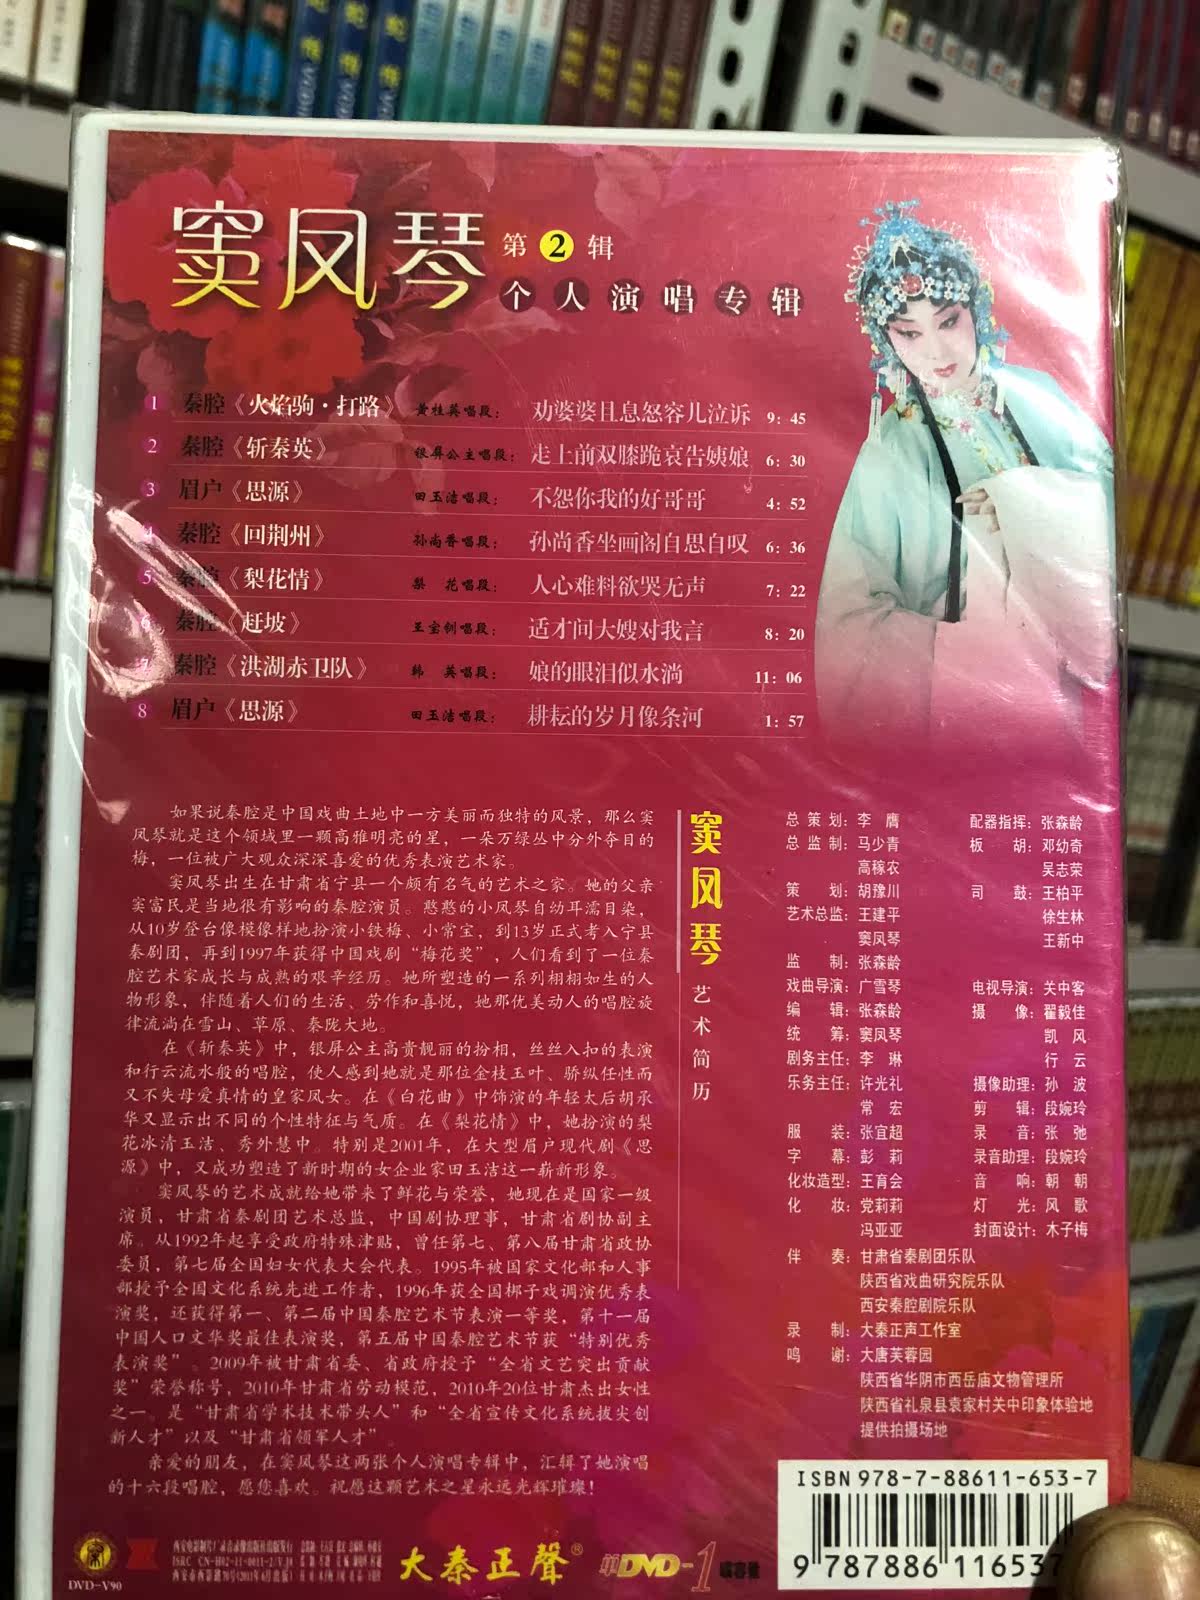 窦凤琴 第2辑
个人演唱专辑
1 秦腔《火焰驹·打路》 黄桂英唱段: 劝婆婆且息怒容儿泣诉 9: 45
2 秦腔《斩秦英》 银屏公主唱段: 走上前双膝跪哀告姨娘 6: 30
3 眉户《思源》 田玉洁唱段: 不怨你我的好哥哥 4: 52
4 秦腔《回荆州》 孙尚香唱段: 孙尚香坐画阁自思自叹 6: 36
5 秦腔《梨花情》 梨 花唱段: 人心难料欲哭无声 7: 22
6 秦腔《赶坡》 王宝钏唱段: 适才间大嫂对我言 8: 20
7 秦腔《洪湖赤卫队》 韩 英唱段: 娘的眼泪似水淌 11: 06
8 眉户《思源》 田玉洁唱段: 耕耘的岁月像条河 1: 57
如果说秦腔是中国戏曲土地中一方美丽而独特的风景，那么窦
凤琴就是这个领域里一颗高雅明亮的星，一朵万绿丛中分外夺目的
梅，一位被广大观众深深喜爱的优秀表演艺术家。
窦凤琴出生在甘肃省宁县一个颇有名气的艺术之家。她的父亲
窦富民是当地很有影响的秦腔演员。憨憨的小凤琴自幼耳濡目染，
从10岁登台像模像样地扮演小铁梅、小常宝，到13岁正式考入宁县
秦剧团，再到1997年获得中国戏剧“梅花奖”，人们看到了一位秦
腔艺术家成长与成熟的艰辛经历。她所塑造的一系列栩栩如生的人
物形象，伴随着人们的生活、劳作和喜悦，她那优美动人的唱腔旋
律流淌在雪山、草原、秦陇大地。
在《斩秦英》中，银屏公主高贵靓丽的扮相，丝丝入扣的表演
和行云流水般的唱腔，使人感到她就是那位金枝玉叶、骄纵任性而
又不失母爱真情的皇家凤女。在《白花曲》中饰演的年轻太后胡承
华又显示出不同的个性特征与气质。在《梨花情》中，她扮演的梨
花冰清玉洁、秀外慧中。特别是2001年，在大型眉户现代剧《思
源》中，又成功塑造了新时期的女企业家田玉洁这一崭新形象。
窦凤琴的艺术成就给她带来了鲜花与荣誉，她现在是国家一级
演员，甘肃省秦剧团艺术总监，中国剧协理事，甘肃省剧协副主
席。从1992年起享受政府特殊津贴，曾任第七、第八届甘肃省政协
委员，第七届全国妇女代表大会代表。1995年被国家文化部和人事
部授予全国文化系统先进工作者，1996年获全国梆子戏调演优秀表
演奖，还获得第一、第二届中国秦腔艺术节表演一等奖，第十一届
中国人口文华奖最佳表演奖，第五届中国秦腔艺术节获“特别优秀
表演奖”。2009年被甘肃省委、省政府授予“全省文艺突出贡献
奖”荣誉称号，2010年甘肃省劳动模范，2010年20位甘肃杰出女性
之一。是“甘肃省学术技术带头人”和“全省宣传文化系统拔尖创
新人才”以及“甘肃省领军人才”
亲爱的朋友，在窦凤琴这两张个人演唱专辑中，汇辑了她演唱
的十六段唱腔，愿您喜欢。祝愿这颗艺术之星永远光辉璀璨！
窦凤琴 艺术简历
总 策 划: 李 膺 配器指挥: 张森龄
总 监 制: 马少青 板 胡: 邓幼奇
高稼农 吴志荣
策 划: 胡豫川 司 鼓: 王柏平
艺术总监: 王建平 徐生林
窦凤琴 王新中
监 制: 张森龄
戏曲导演: 广雪琴 电视导演: 关中客
编 辑: 张森龄 摄 像: 翟毅佳
统 筹: 窦凤琴 凯 风
剧务主任: 李 琳 行 云
乐务主任: 许光礼 摄像助理: 孙 波
常 宏 剪 辑: 段婉玲
服 装: 张宜超 录 音: 张 弛
字 幕: 彭 莉 录音助理: 段婉玲
化妆造型: 王育会 音 响: 朝 朝
化 妆: 党莉莉 灯 光: 风 歌
冯亚亚 封面设计: 木子梅
伴 奏: 甘肃省秦剧团乐队
陕西省戏曲研究院乐队
西安秦腔剧院乐队
录 制: 大秦正声工作室
鸣 谢: 大唐芙蓉园
陕西省华阴市西岳庙文物管理所
陕西省礼泉县袁家村关中印象体验地
提供拍摄场地
ISBN 978-7-88611-653-7
9 787886 116537
DVD-V90
西安电影制片厂录音录像出版社出版发行
ISRC CN-H02-11-0011-2/V.J8
大秦正聲®
单DVD-1 碟容量